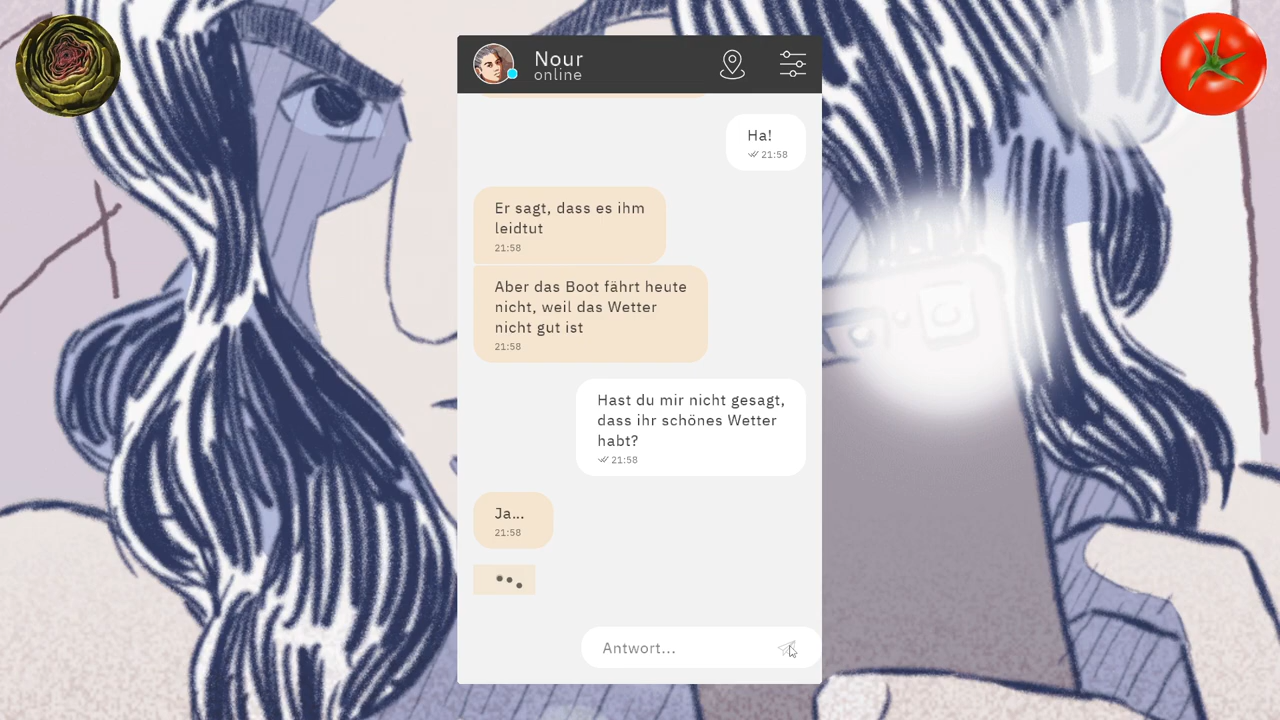 Nour
online
Ha!
21:58
Er sagt, dass es ihm
leidtut
21:58
Aber das Boot fährt heute
nicht, weil das Wetter
nicht gut ist
21:58
Hast du mir nicht gesagt,
dass ihr schönes Wetter
habt?
21:58
Ja...
21:58
Antwort...